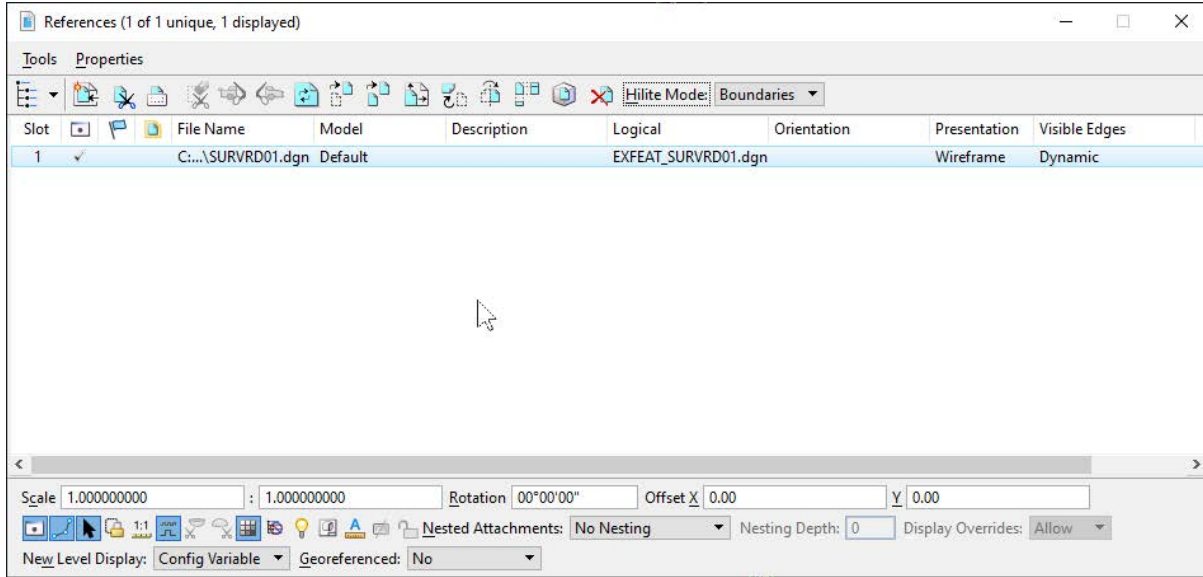 References (1 of 1 unique, 1 displayed)
Tools Properties
Hilite Mode: Boundaries
Slot File Name Model Description Logical Orientation Presentation Visible Edges
1 C:...\SURVRD01.dgn Default EXFEAT_SURVRD01.dgn Wireframe Dynamic
Scale 1.000000000 : 1.000000000 Rotation 00°00'00" Offset X 0.00 Y 0.00
1:1 Nested Attachments: No Nesting Nesting Depth: 0 Display Overrides: Allow
New Level Display: Config Variable Georeferenced: No